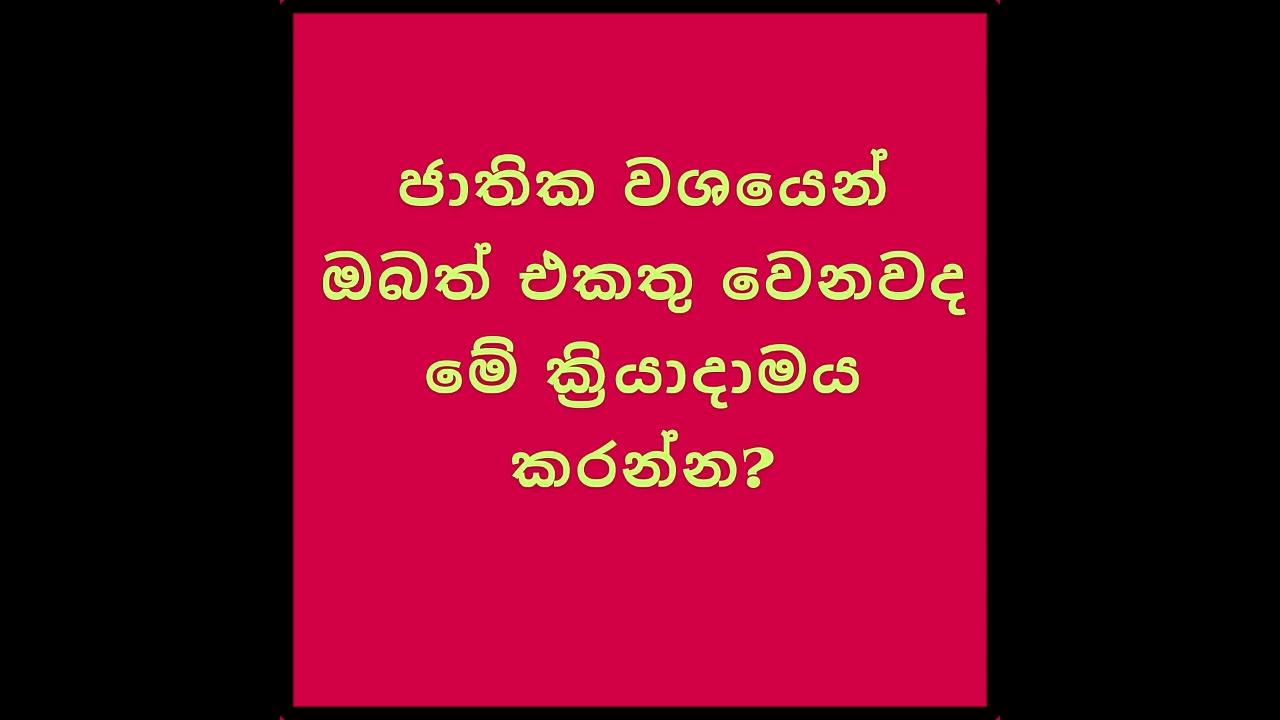 ජාතික වශයෙන්
ඔබත් එකතු වෙනවද
මේ ක්‍රියාදාමය
කරන්න?